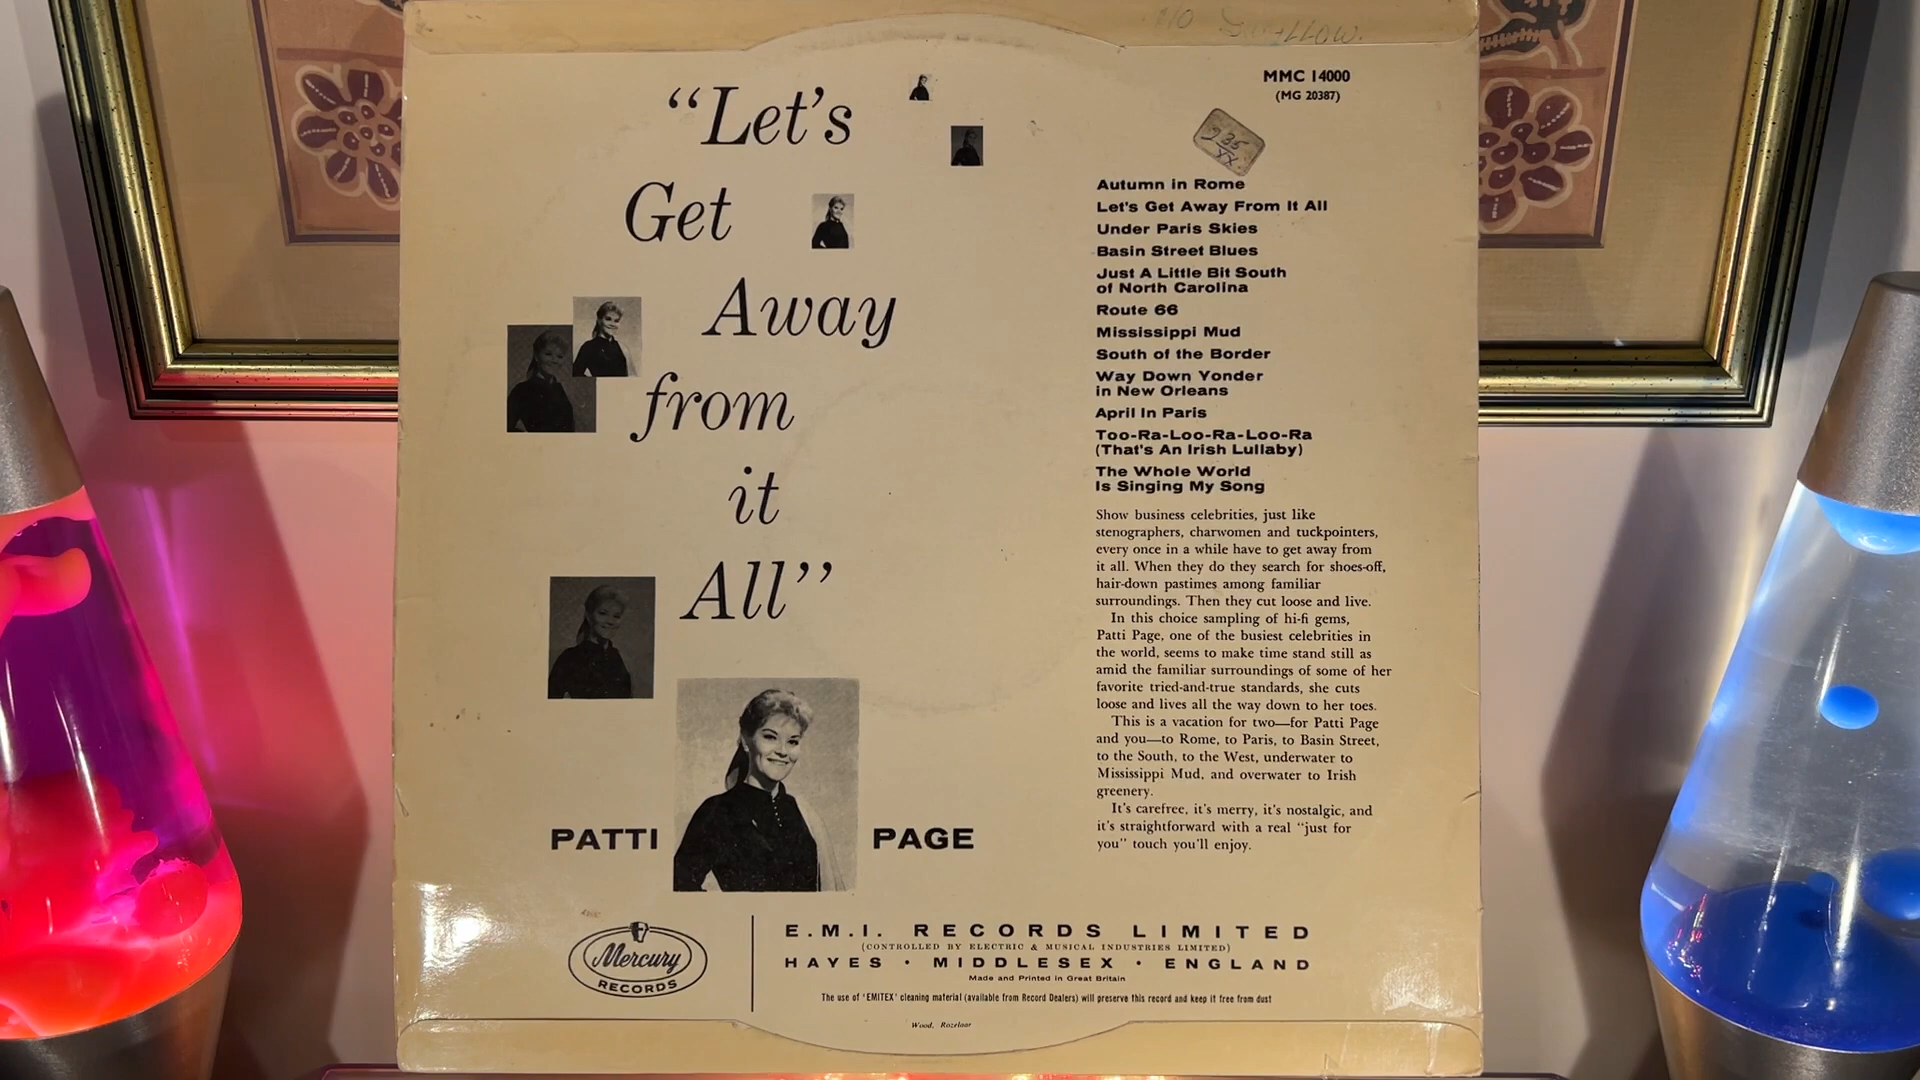 MMC 14000
(MG 20387)
“Let’s
Get
Away
from
it
All”
PATTI PAGE
Autumn in Rome
Let's Get Away From It All
Under Paris Skies
Basin Street Blues
Just A Little Bit South
of North Carolina
Route 66
Mississippi Mud
South of the Border
Way Down Yonder
in New Orleans
April In Paris
Too-Ra-Loo-Ra-Loo-Ra
(That's An Irish Lullaby)
The Whole World
Is Singing My Song
Show business celebrities, just like
stenographers, charwomen and tuckpointers,
every once in a while have to get away from
it all. When they do they search for shoes-off,
hair-down pastimes among familiar
surroundings. Then they cut loose and live.
In this choice sampling of hi-fi gems,
Patti Page, one of the busiest celebrities in
the world, seems to make time stand still as
amid the familiar surroundings of some of her
favorite tried-and-true standards, she cuts
loose and lives all the way down to her toes.
This is a vacation for two—for Patti Page
and you—to Rome, to Paris, to Basin Street,
to the South, to the West, underwater to
Mississippi Mud, and overwater to Irish
greenery.
It's carefree, it's merry, it's nostalgic, and
it's straightforward with a real “just for
you” touch you'll enjoy.
Mercury
RECORDS
E.M.I. RECORDS LIMITED
(CONTROLLED BY ELECTRIC & MUSICAL INDUSTRIES LIMITED)
HAYES • MIDDLESEX • ENGLAND
Made and Printed in Great Britain
The use of ‘EMITEX’ cleaning material (available from Record Dealers) will preserve this record and keep it free from dust
Wood, Rozelaar